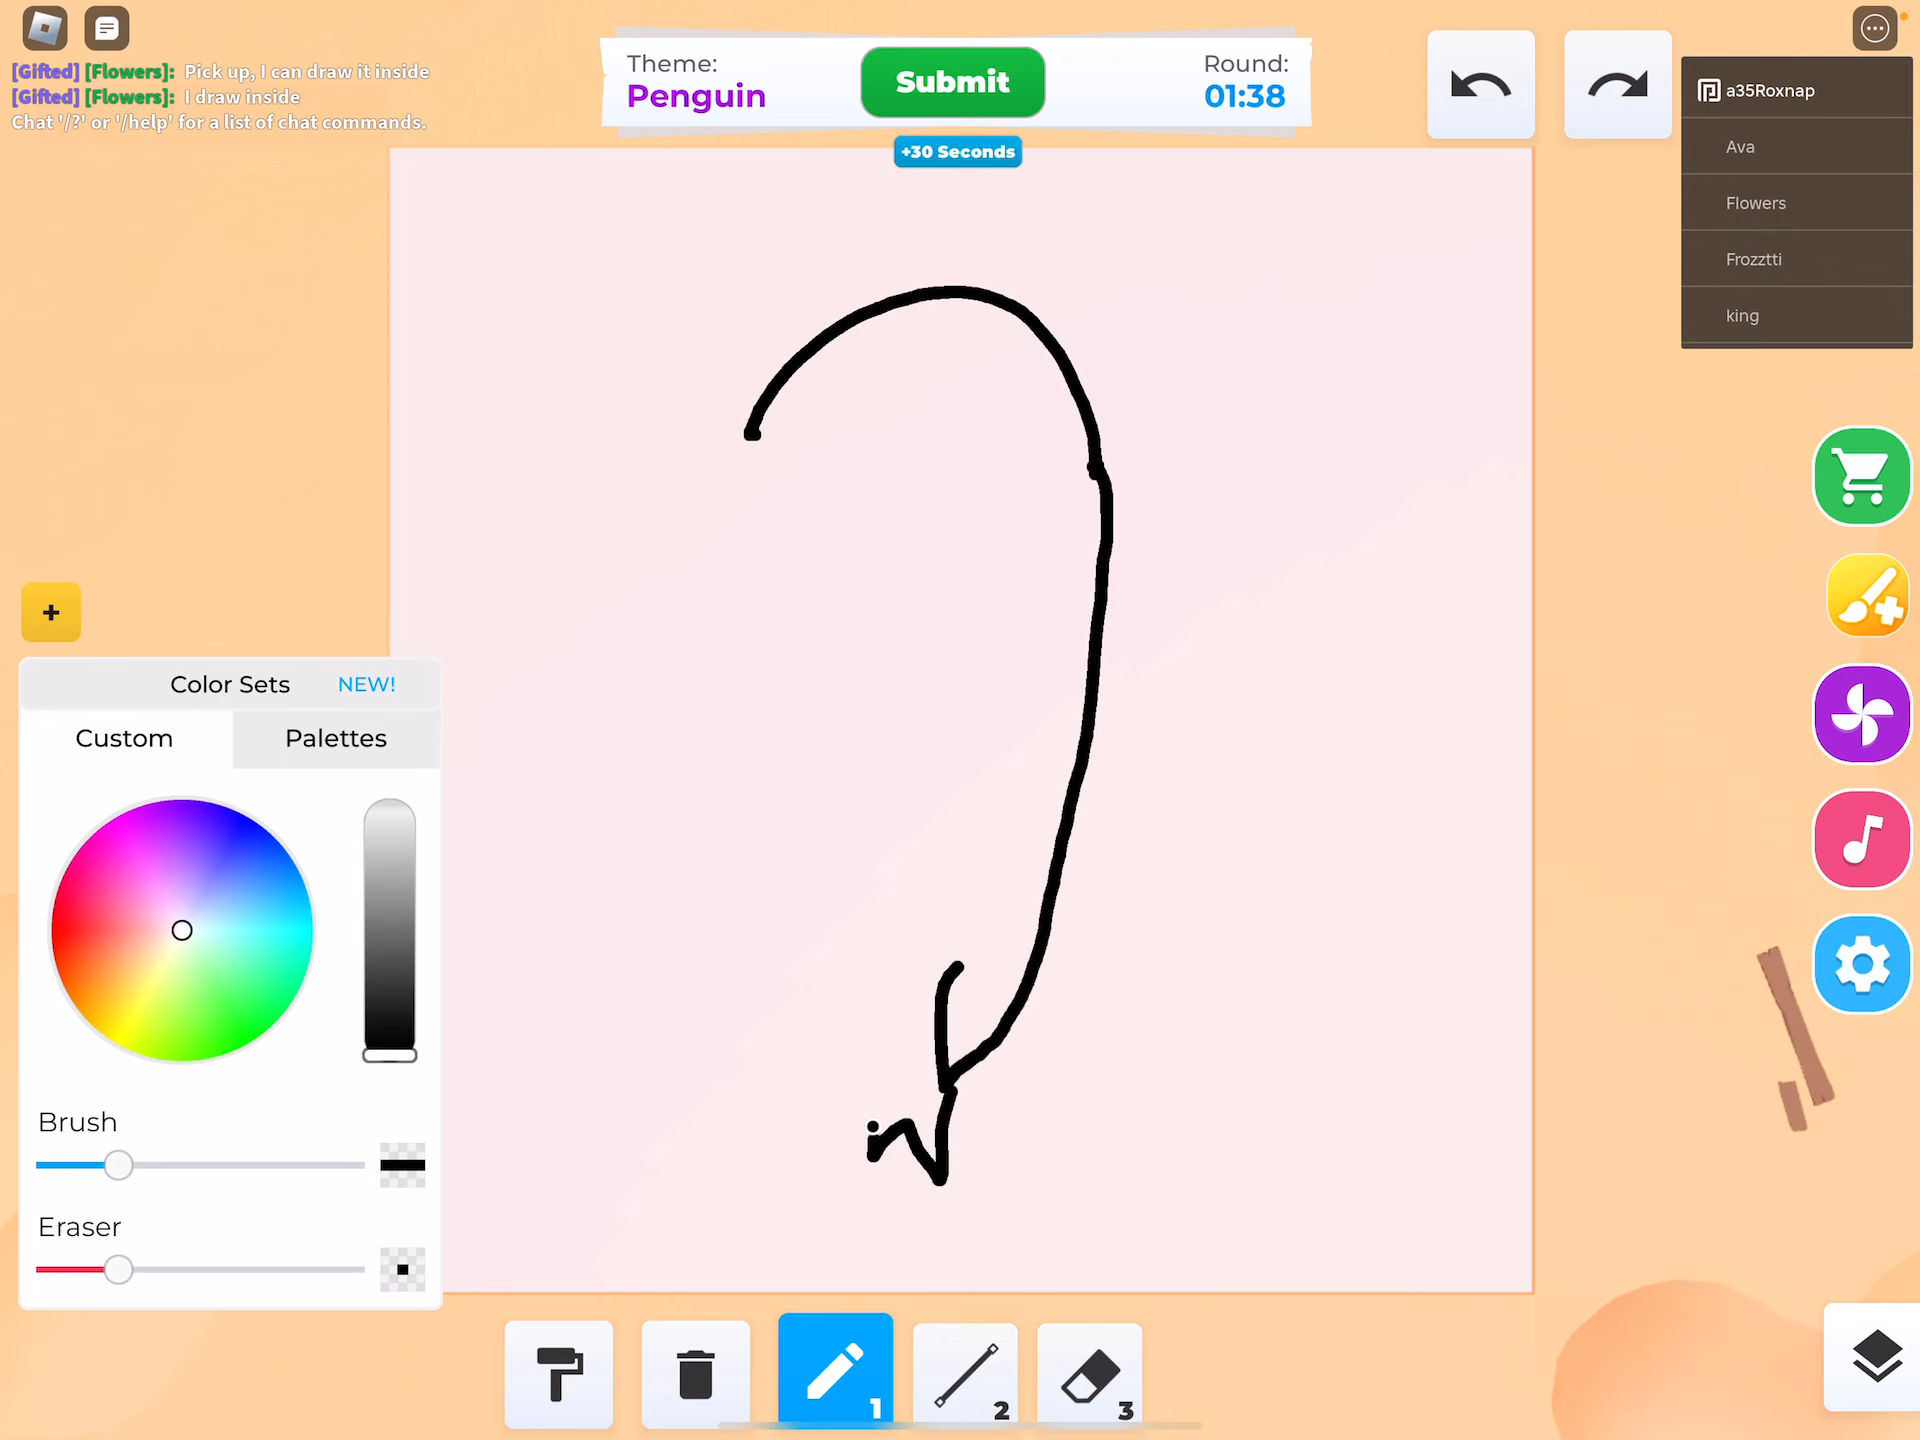 [Gifted] [Flowers]: Pick up, I can draw it inside
[Gifted] [Flowers]: I draw inside
Chat '/?' or '/help' for a list of chat commands.
Theme:
Penguin
Submit
Round:
01:38
+30 Seconds
a35Roxnap
Ava
Flowers
Frozztti
king
+
Color Sets NEW!
Custom Palettes
Brush
Eraser
1
2
3